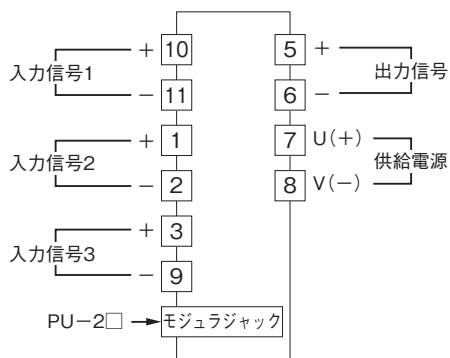 入力信号1
+ 10
− 11
入力信号2
+ 1
− 2
入力信号3
+ 3
− 9
PU−2□
モジュラジャック
5 +
6 −
出力信号
7 U(+)
8 V(−)
供給電源